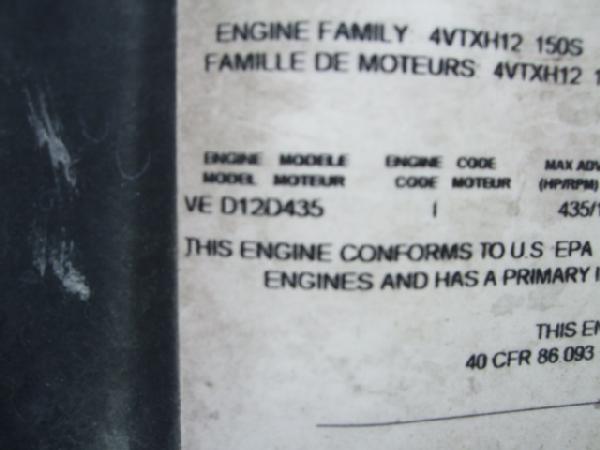 ENGINE FAMILY 4VTXH12 150S
FAMILLE DE MOTEURS 4VTXH12 1
ENGINE MODELE ENGINE CODE MAX ADV
MODEL MOTEUR CODE MOTEUR (HP/RPM)
VE D12D435 I 435/1
THIS ENGINE CONFORMS TO U.S EPA
ENGINES AND HAS A PRIMARY I
THIS EN
40 CFR 86 093